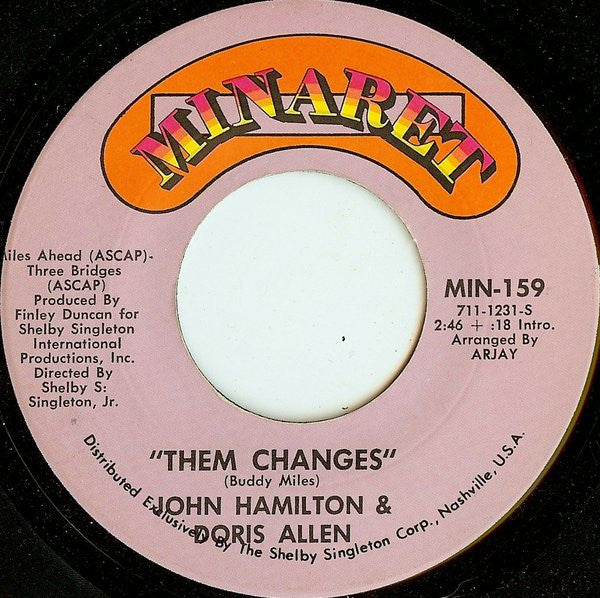 MINARET
Miles Ahead (ASCAP)-
Three Bridges
(ASCAP)
Produced By
Finley Duncan for
Shelby Singleton
International
Productions, Inc.
Directed By
Shelby S:
Singleton, Jr.
MIN-159
711-1231-S
2:46 + :18 Intro.
Arranged By
ARJAY
"THEM CHANGES"
(Buddy Miles)
JOHN HAMILTON &
DORIS ALLEN
Distributed Exclusively By The Shelby Singleton Corp., Nashville, U.S.A.